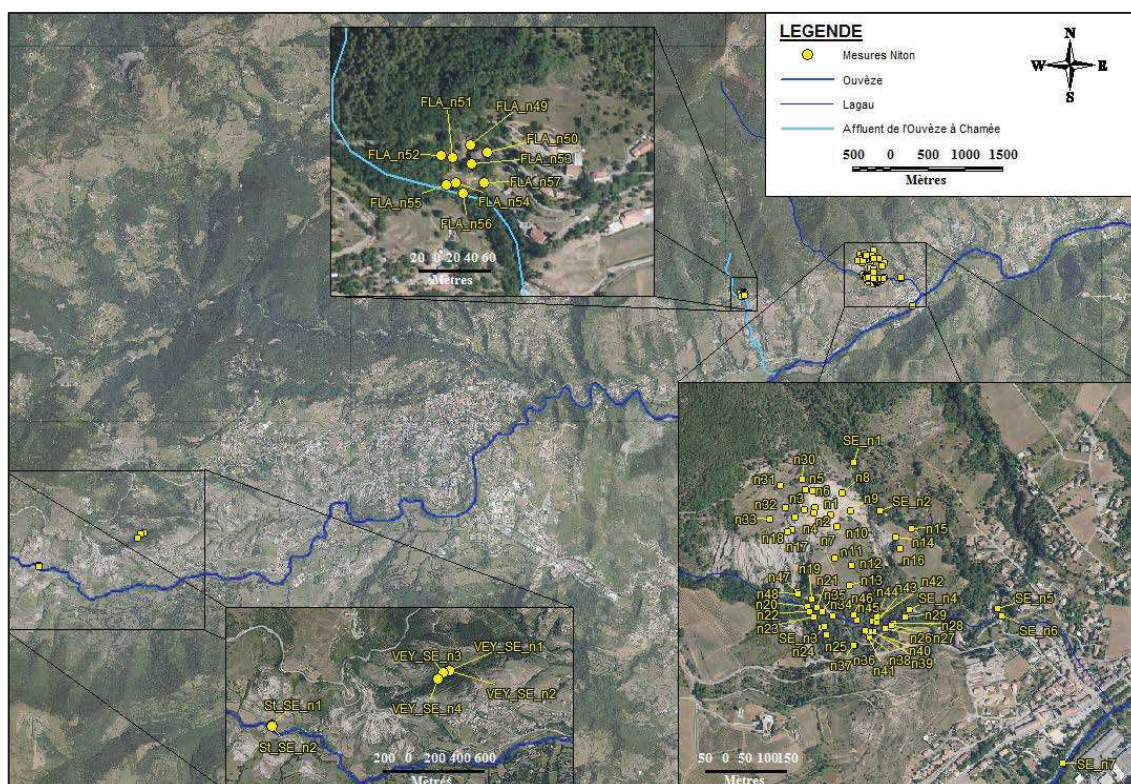 LEGENDE
Mesures Niton
Ouvèze
Lagau
Affluent de l'Ouvèze à Chamée
N
W E
S
500 0 500 1000 1500
Mètres
FLA_n51
FLA_n49
FLA_n50
FLA_n52
FLA_n53
FLA_n57
FLA_n55
FLA_n54
FLA_n56
20 0 20 40 60
Mètres
SE_n1
n30
n31
n5
n8
n6
n32
n3
n1
n9
SE_n2
n33
n2
n4
n10
n15
n18
n17
n7
n14
n11
n16
n19
n12
n47
n21
n13
n43
n42
n48
n35
n46
n44
SE_n4
SE_n5
n20
n34
n45
n29
n22
n28
SE_n6
n23
SE_n3
n26
n27
n24
n25
n36
n40
n37
n38
n39
n41
50 0 50 100 150
Mètres
SE_n7
VEY_SE_n3
VEY_SE_n1
VEY_SE_n2
VEY_SE_n4
St_SE_n1
St_SE_n2
200 0 200 400 600
Mètres